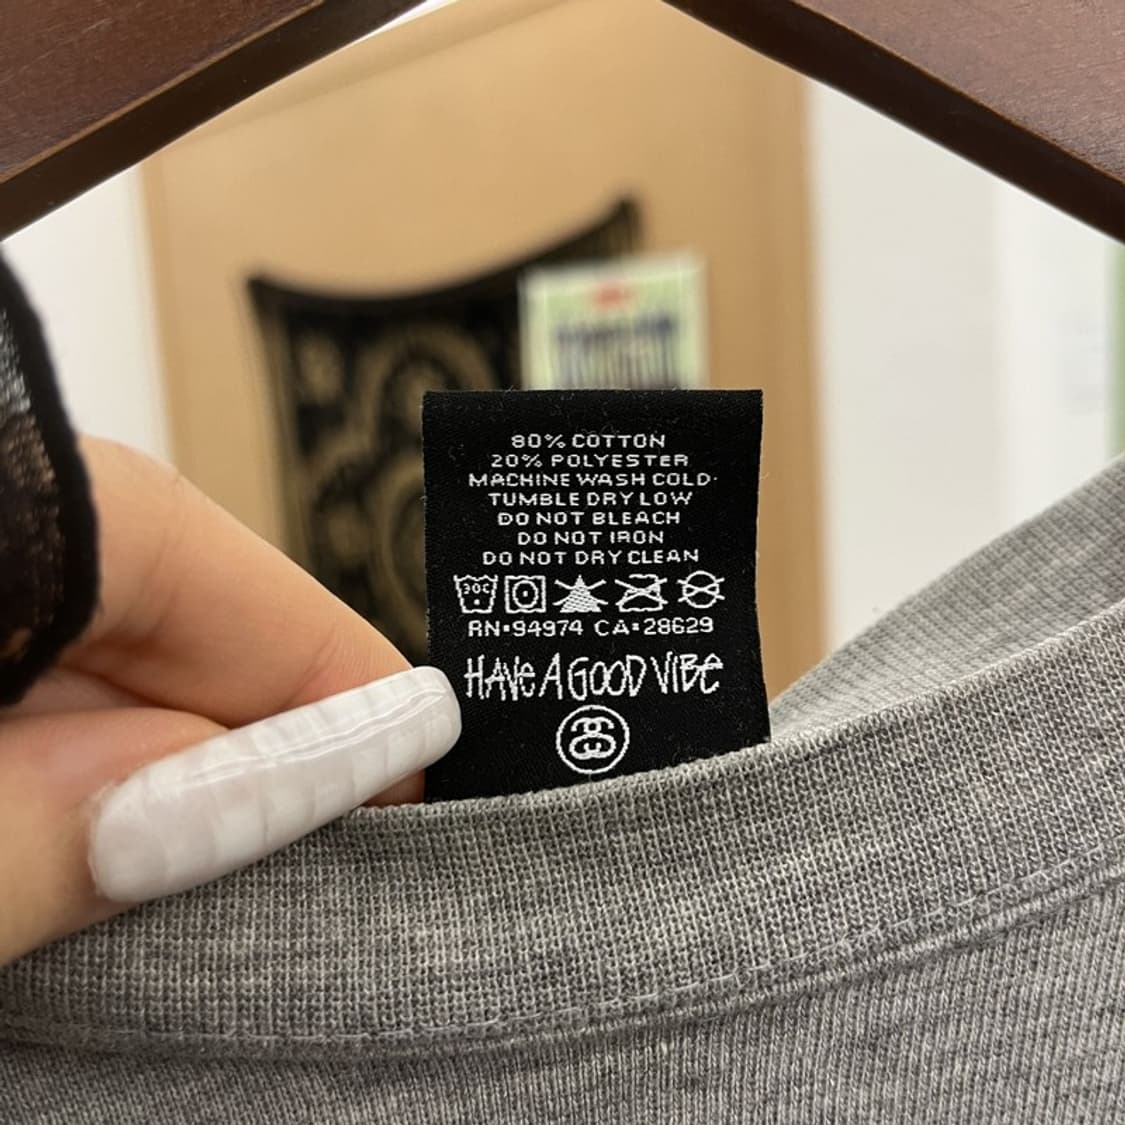 80% COTTON
20% POLYESTER
MACHINE WASH COLD·
TUMBLE DRY LOW
DO NOT BLEACH
DO NOT IRON
DO NOT DRY CLEAN
30C
RN·94974 CA·28629
HAVE A GOOD VIBE